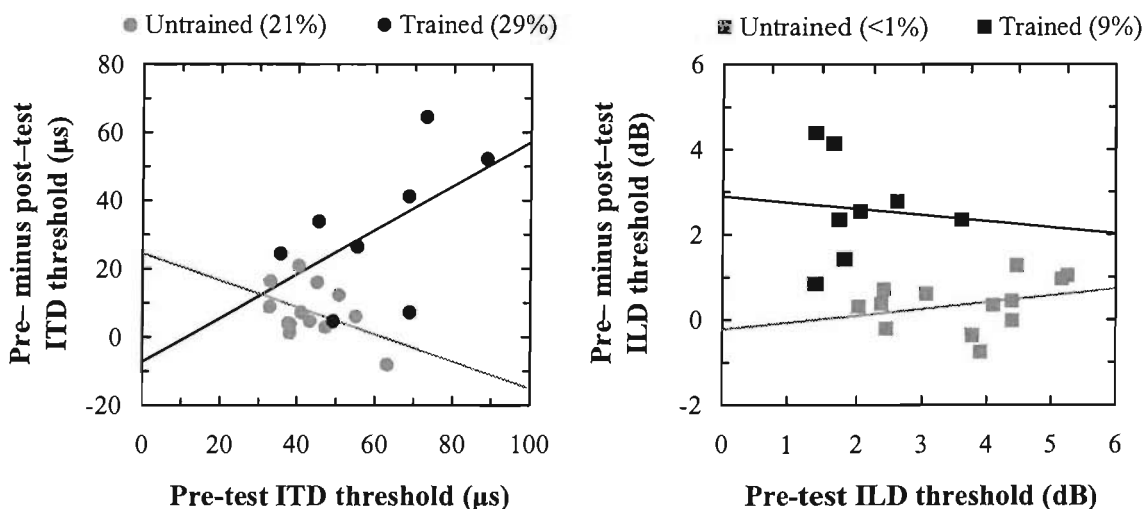 Untrained (21%) Trained (29%)
Pre– minus post–test
ITD threshold (μs)
80
60
40
20
0
-20
0 20 40 60 80 100
Pre-test ITD threshold (μs)
Untrained (<1%) Trained (9%)
Pre– minus post–test
ILD threshold (dB)
6
4
2
0
-2
0 1 2 3 4 5 6
Pre-test ILD threshold (dB)